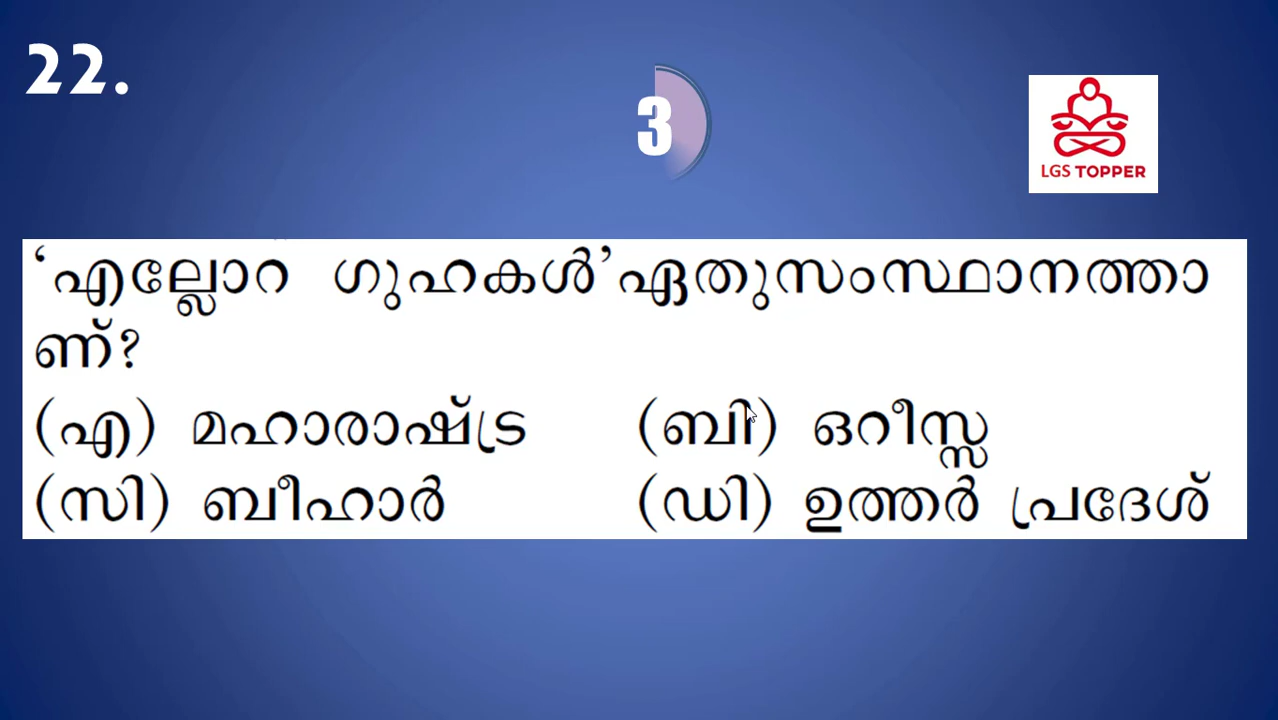 22.
3
LGS TOPPER
‘എല്ലോറ ഗുഹകൾ’ഏതുസംസ്ഥാനത്താ
ണ്?
(എ) മഹാരാഷ്ട്ര (ബി) ഒറീസ്സ
(സി) ബീഹാർ (ഡി) ഉത്തർ പ്രദേശ്